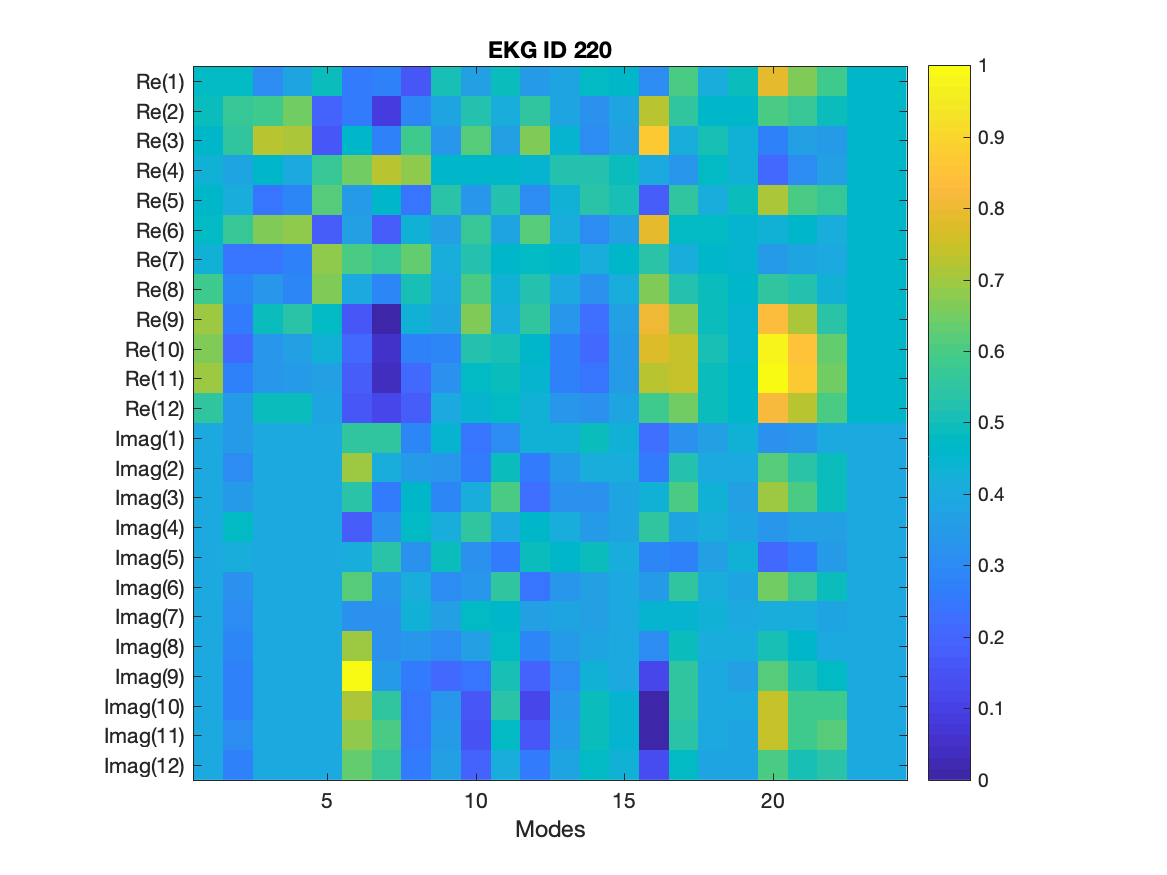 EKG ID 220
Re(1)
Re(2)
Re(3)
Re(4)
Re(5)
Re(6)
Re(7)
Re(8)
Re(9)
Re(10)
Re(11)
Re(12)
Imag(1)
Imag(2)
Imag(3)
Imag(4)
Imag(5)
Imag(6)
Imag(7)
Imag(8)
Imag(9)
Imag(10)
Imag(11)
Imag(12)
5 10 15 20
Modes
1
0.9
0.8
0.7
0.6
0.5
0.4
0.3
0.2
0.1
0